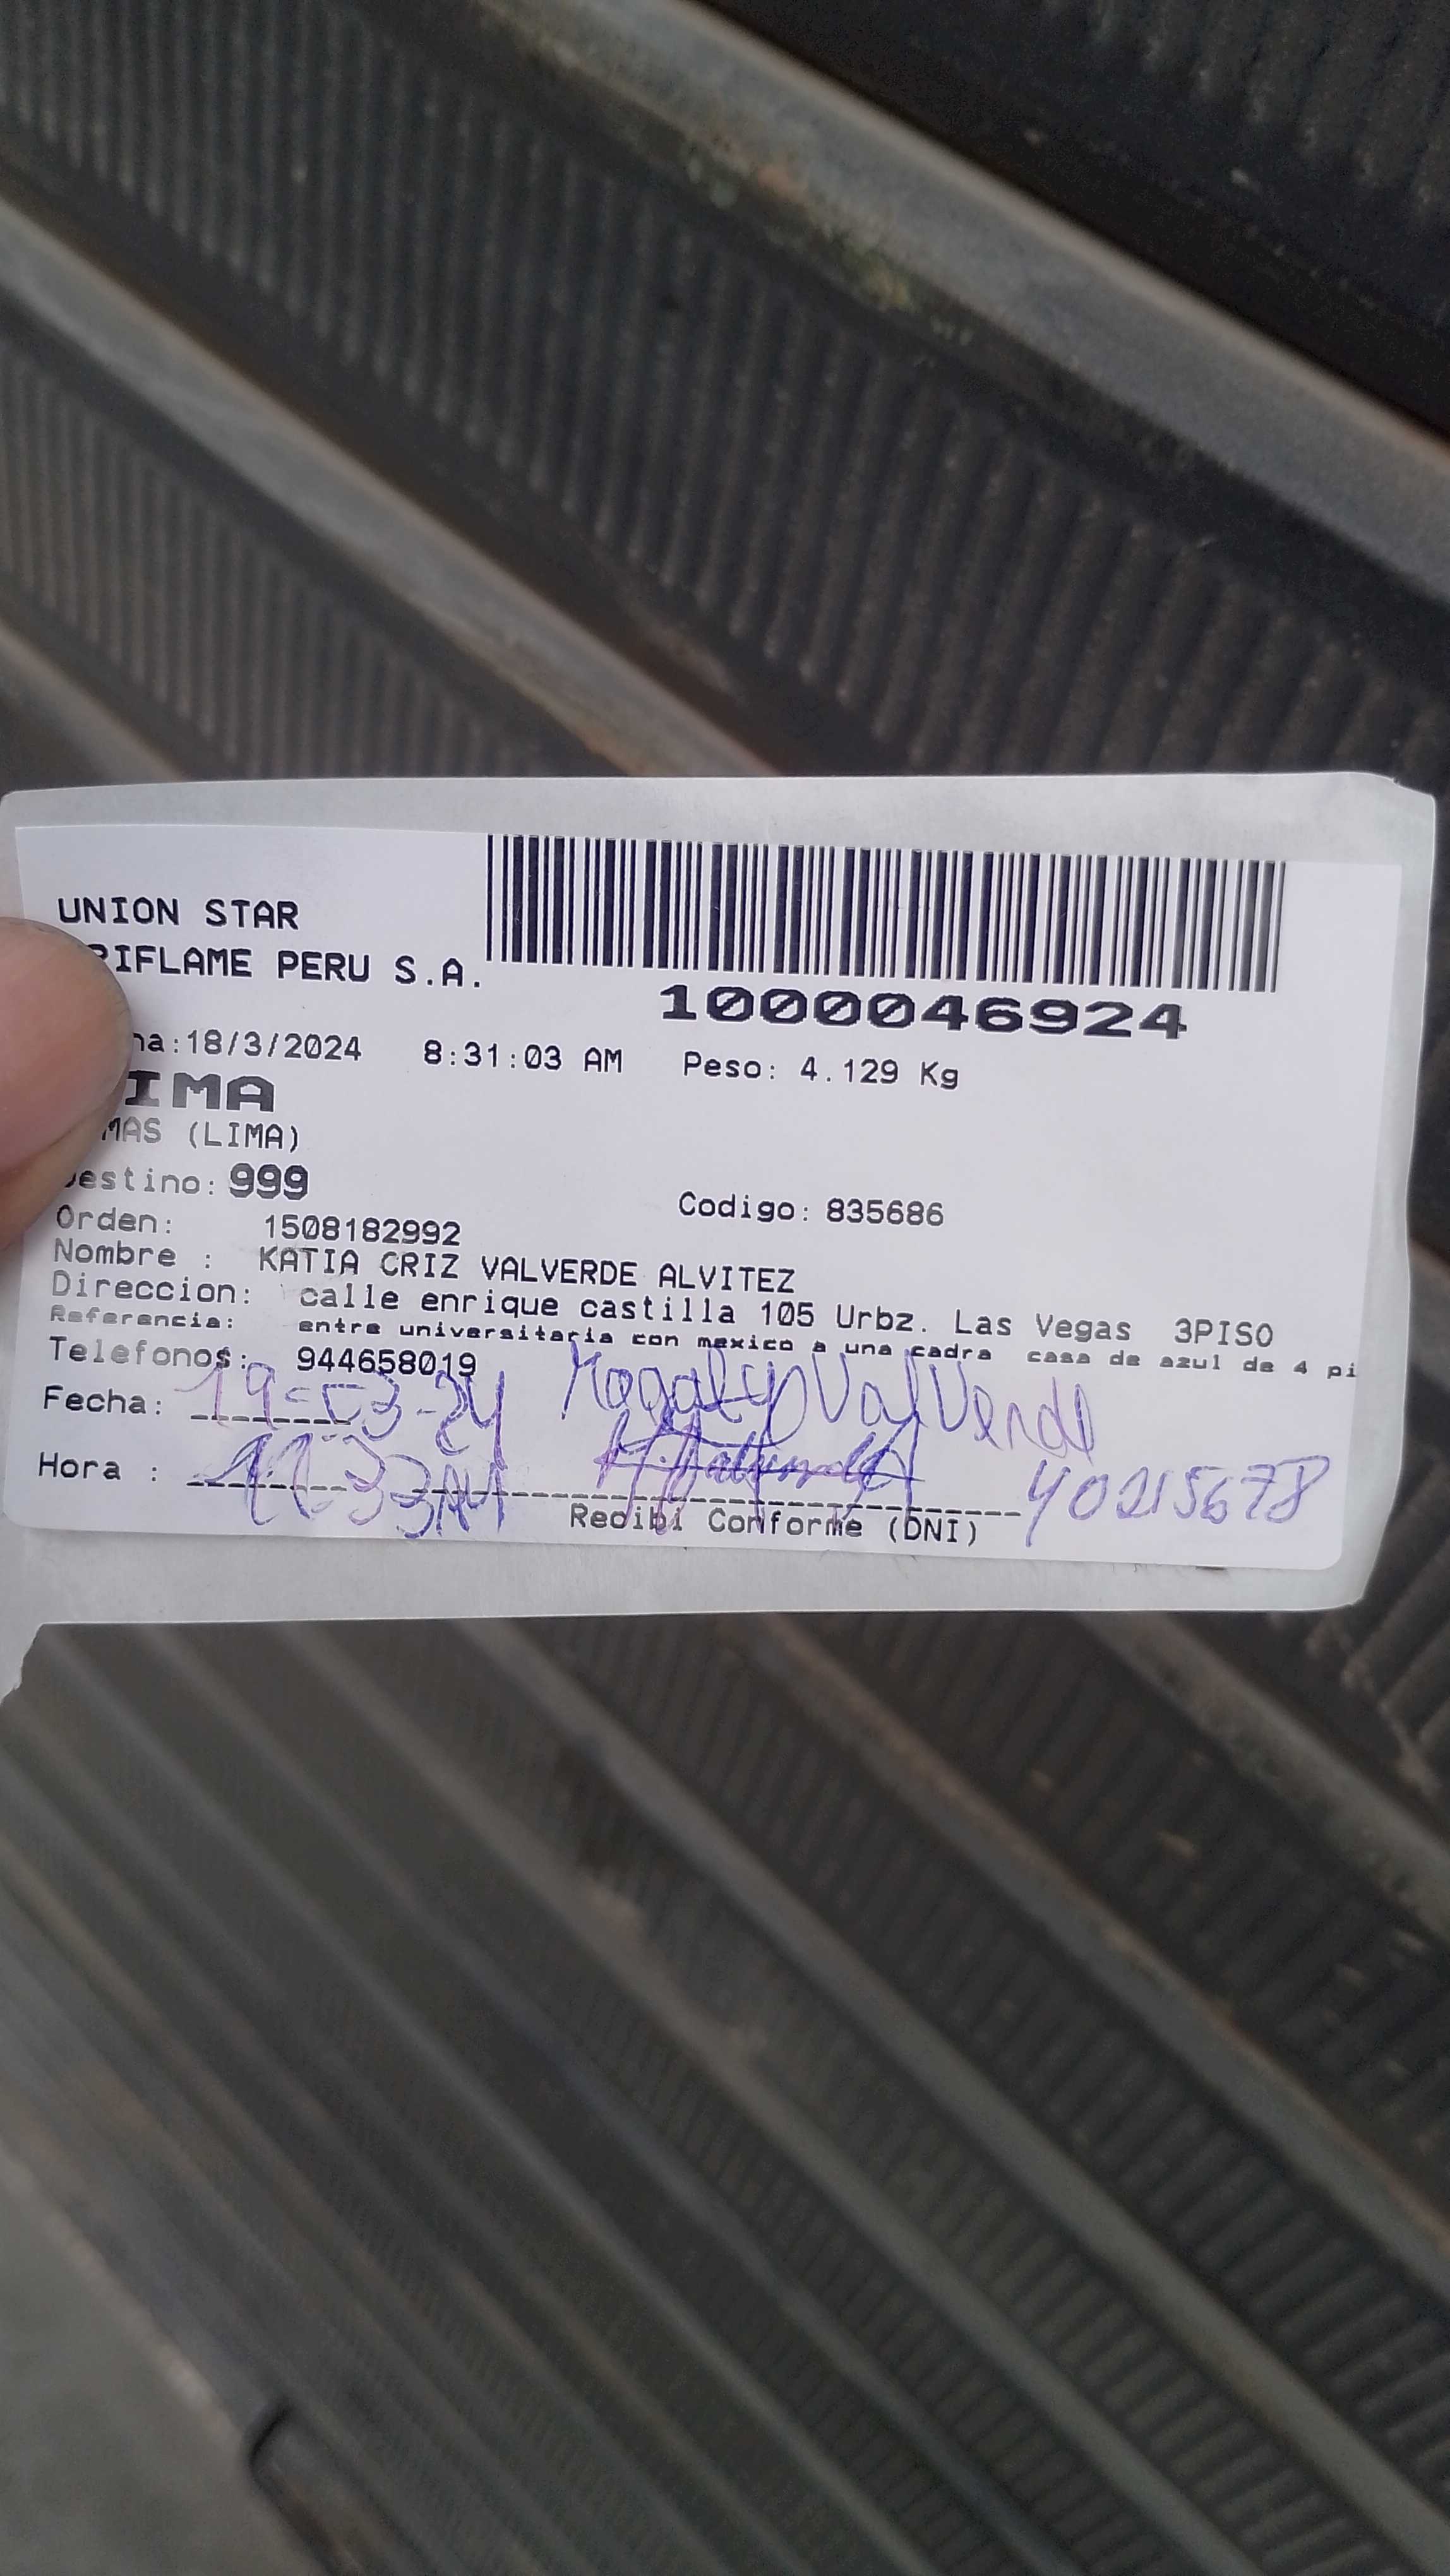 UNION STAR
RIFLAME PERU S.A.
1000046924
ha:18/3/2024 8:31:03 AM Peso: 4.129 Kg
IMA
MAS (LIMA)
estino: 999
Codigo: 835686
Orden: 1508182992
Nombre : KATIA CRIZ VALVERDE ALVITEZ
Direccion: calle enrique castilla 105 Urbz. Las Vegas 3PISO
Referencia: entre universitaria con mexico a una cadra casa de azul de 4 pi
Telefonos: 944658019
Fecha: 19-03-24 Magaly Valverde
Hora : 11:33AM 40215678
Recibi Conforme (DNI)